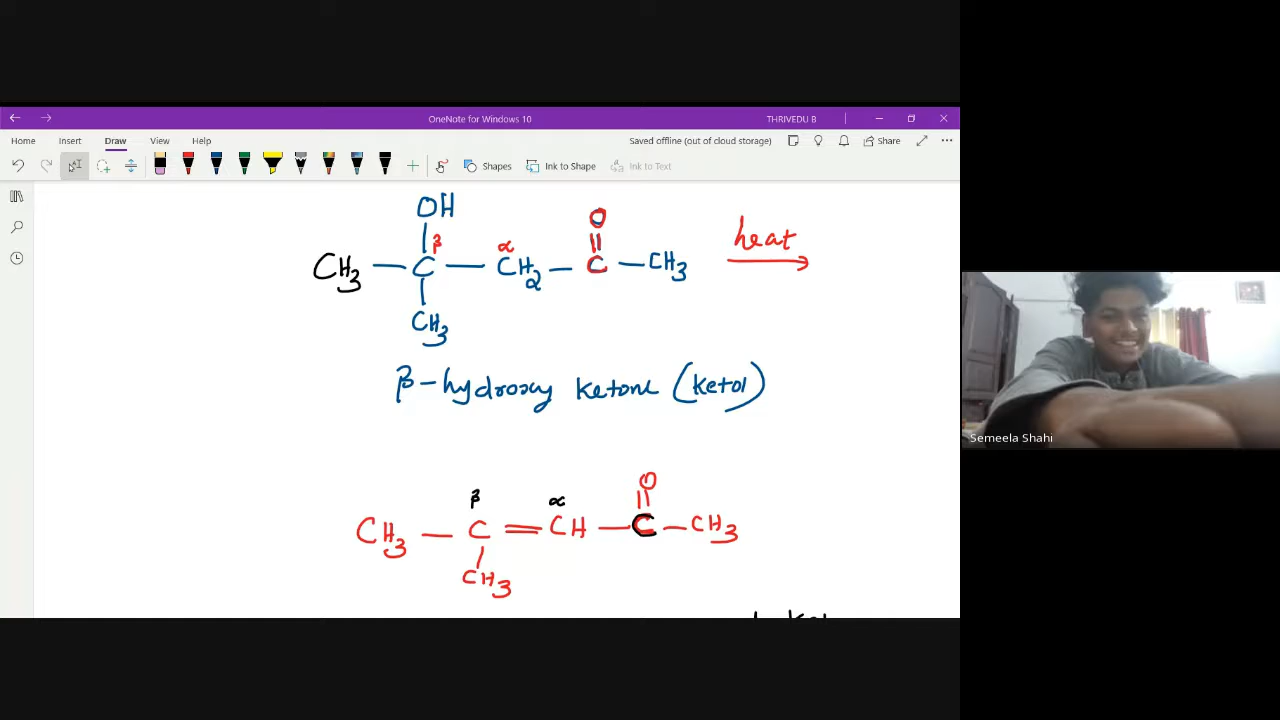 OneNote for Windows 10
THRIVEDU B
Home Insert Draw View Help
Saved offline (out of cloud storage)
Share
Shapes
Ink to Shape
Ink to Text
OH
β α O
CH3 — C — CH2 — C — CH3
heat
α
CH3
β-hydroxy ketone (ketol)
O
β α
CH3 — C = CH — C — CH3
CH3
Semeela Shahi